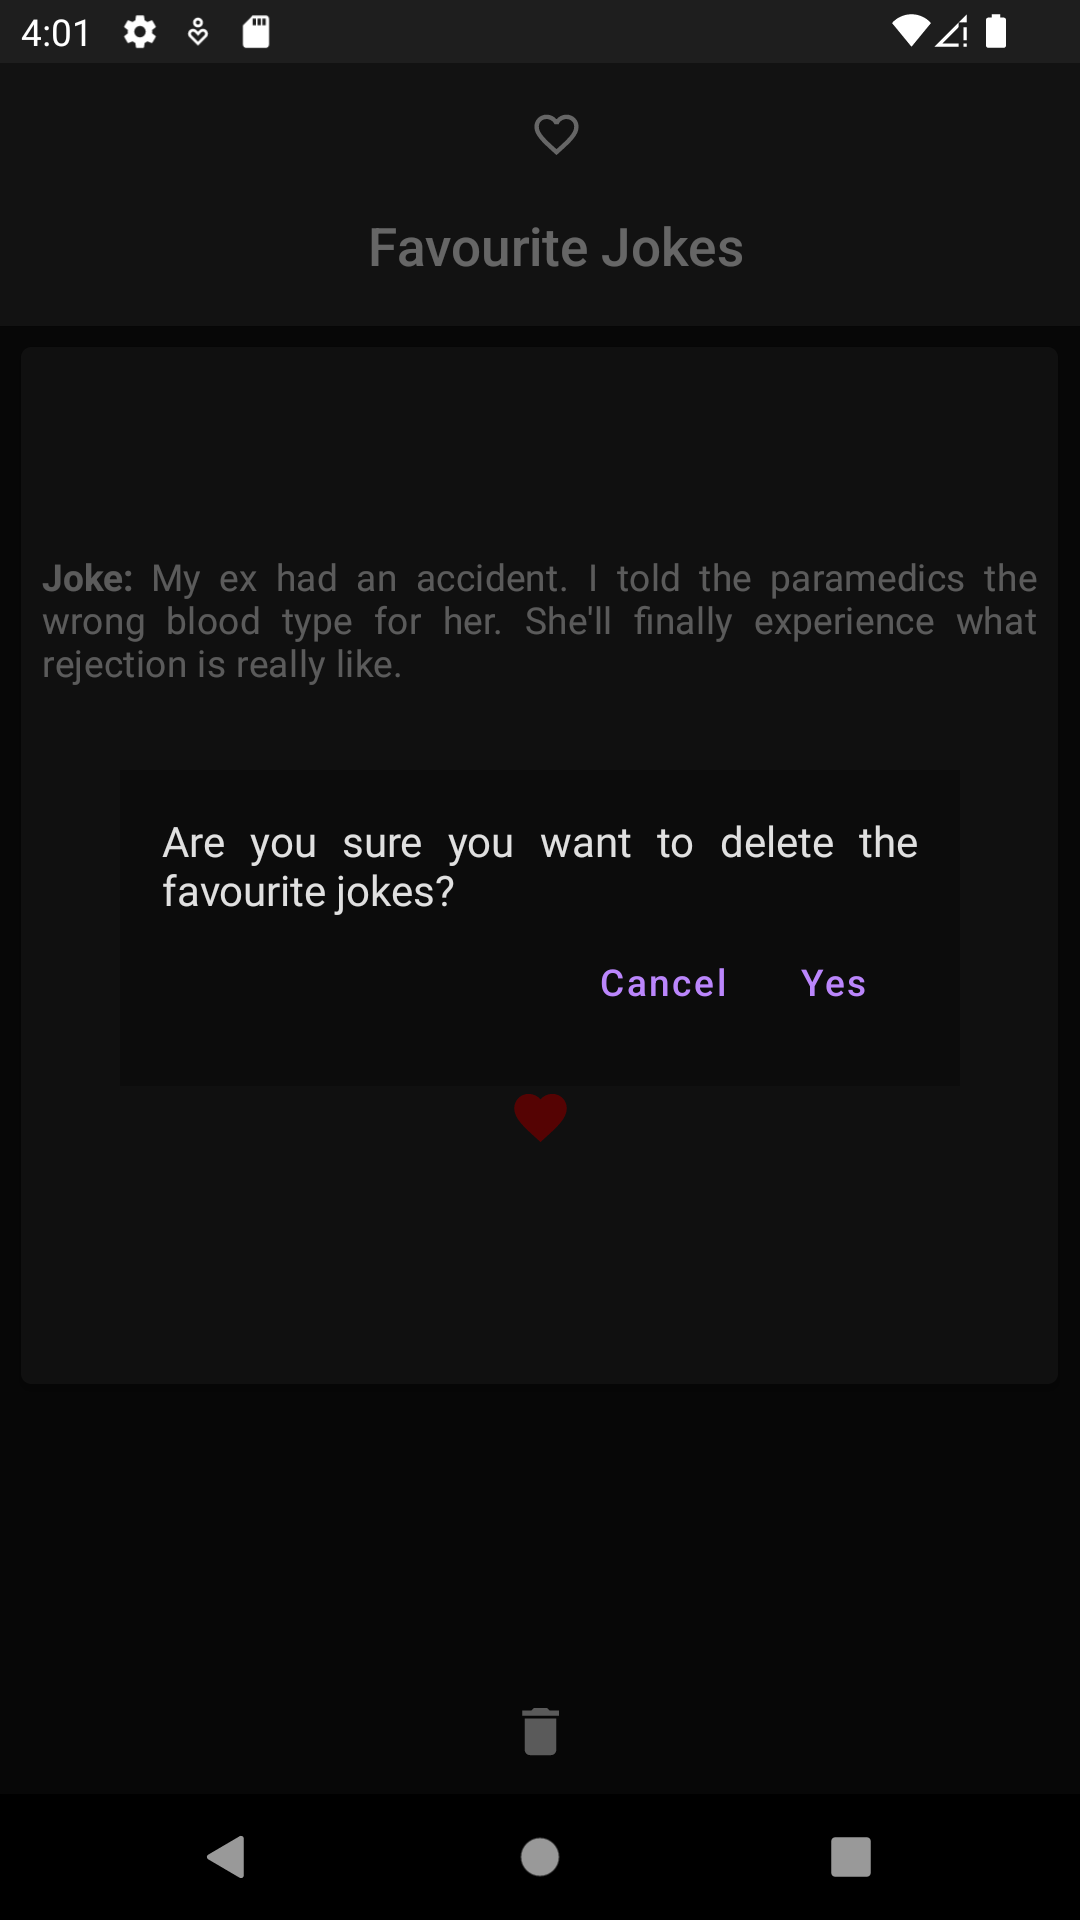 4:01
Favourite Jokes
Joke: My ex had an accident. I told the paramedics the
wrong blood type for her. She'll finally experience what
rejection is really like.
Are you sure you want to delete the
favourite jokes?
Cancel Yes